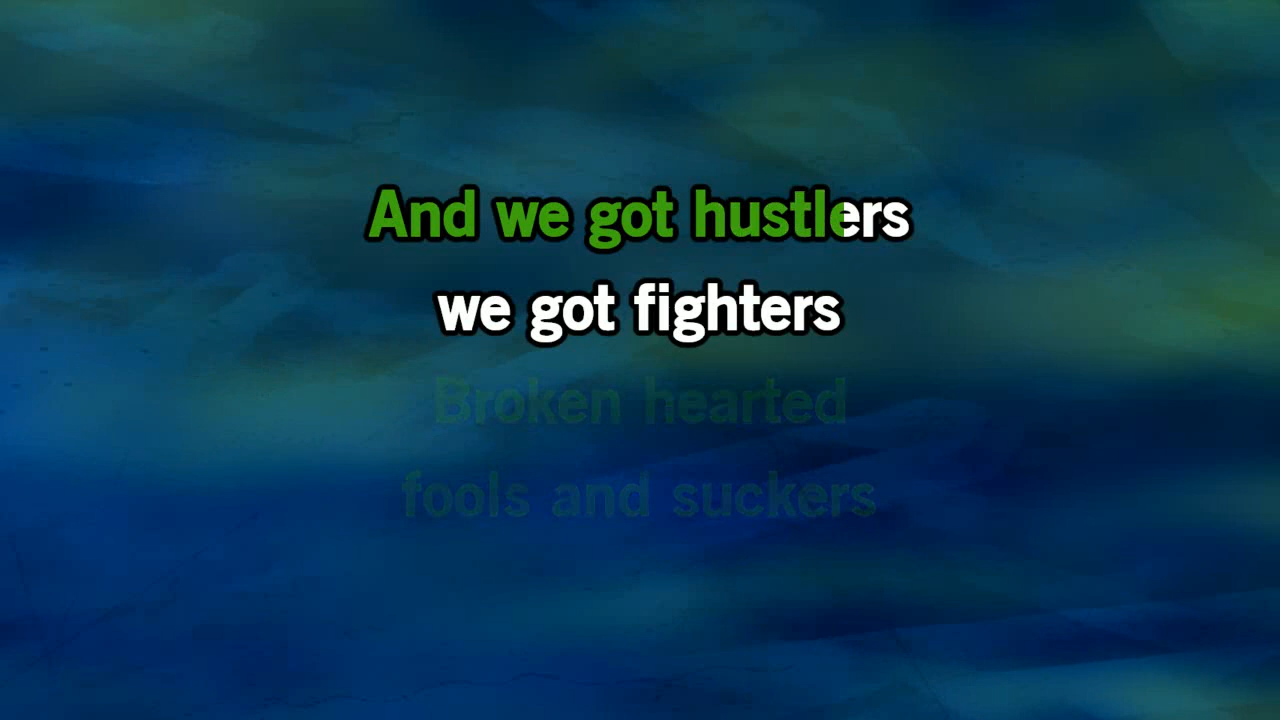 And we got hustlers
we got fighters
Broken hearted
fools and suckers